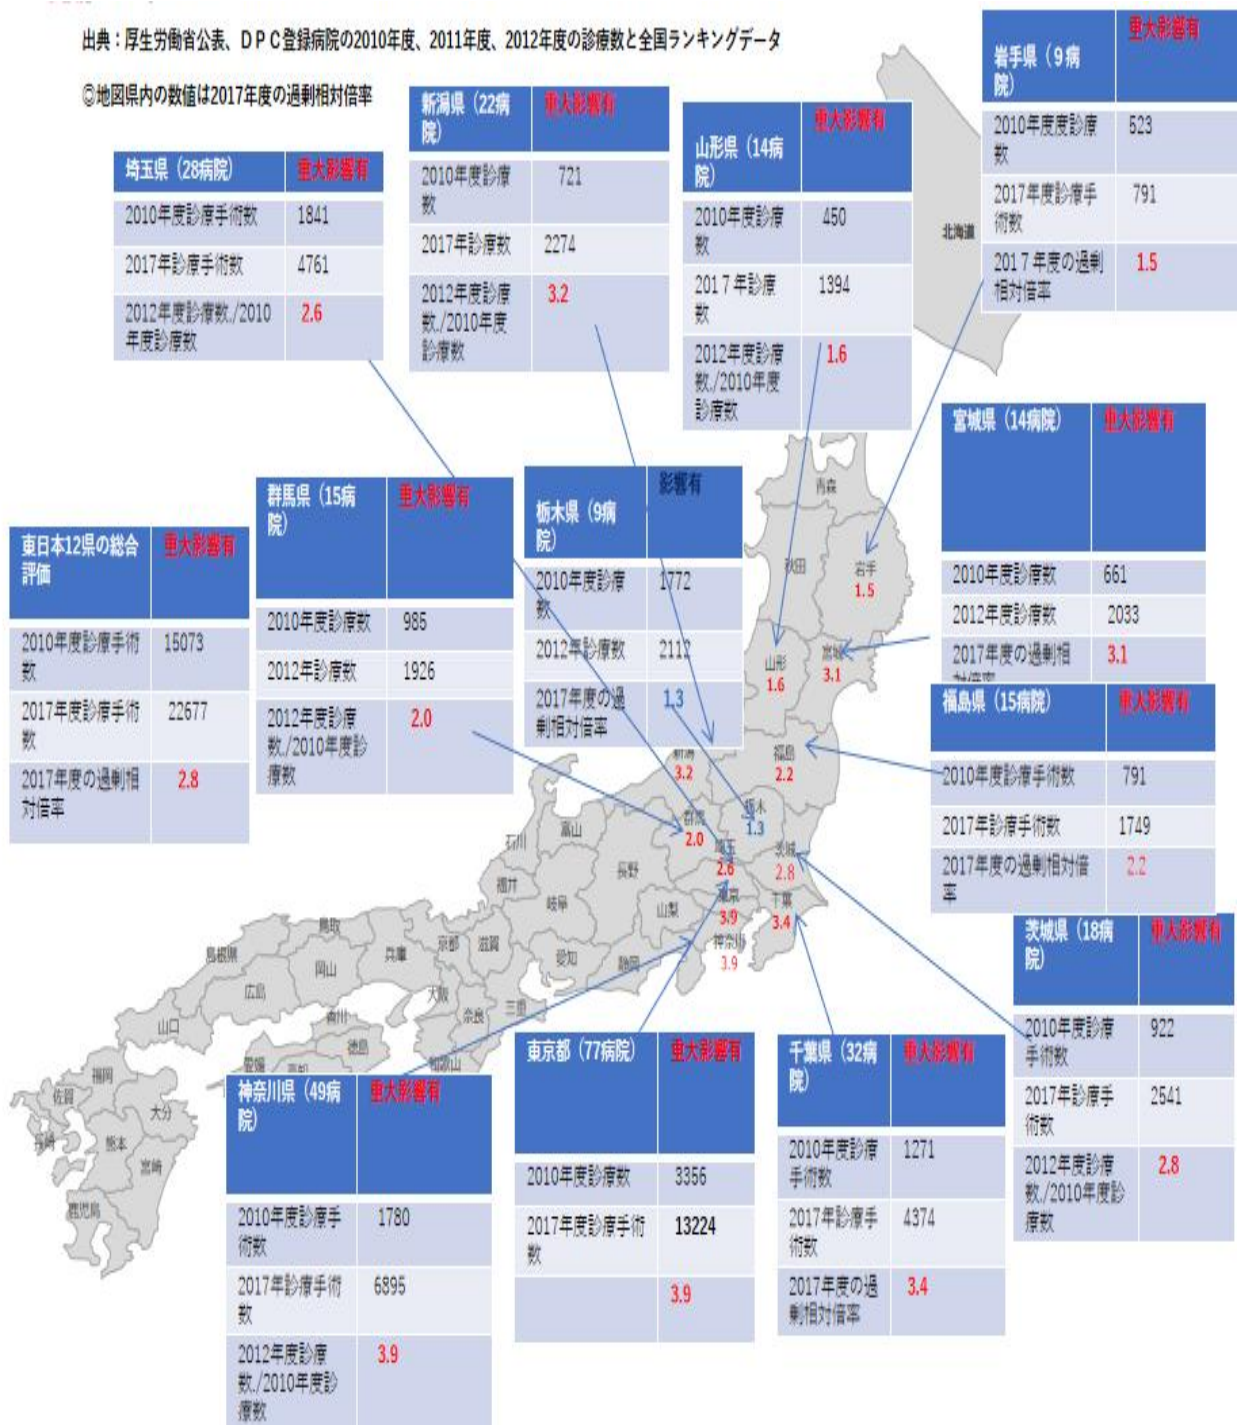 出典：厚生労働省公表、ＤＰＣ登録病院の2010年度、2011年度、2012年度の診療数と全国ランキングデータ
◎地図県内の数値は2017年度の過剰相対倍率
岩手県（９病
院）
重大影響有
2010年度度診療
数
523
2017年度診療手
術数
791
201７年度の過剰
相対倍率
1.5
新潟県（22病
院）
重大影響有
2010年度診療
数
721
2017年診療数
2274
2012年度診療
数./2010年度
診療数
3.2
山形県（14病
院）
重大影響有
2010年度診療
数
450
201７年診療
数
1394
2012年度診療
数./2010年度
診療数
1.6
埼玉県（28病院）
重大影響有
2010年度診療手術数
1841
2017年診療手術数
4761
2012年度診療数./2010
年度診療数
2.6
北海道
宮城県（14病院）
重大影響有
2010年度診療数
661
2012年度診療数
2033
2017年度の過剰相
3.1
群馬県（15病
院）
重大影響有
2010年度診療数
985
2012年診療数
1926
2012年度診療
数./2010年度診
療数
2.0
栃木県（9病
院）
影響有
2010年度診療
数
1772
2012年度診療数
2112
2017年度の過
剰相対倍率
1.3
東日本12県の総合
評価
重大影響有
2010年度診療手術
数
15073
2017年度診療手術
数
22677
2017年度の過剰相
対倍率
2.8
福島県（15病院）
重大影響有
2010年度診療手術数
791
2017年診療手術数
1749
2017年度の過剰相対倍
率
2.2
青森
秋田
岩手
1.5
山形
1.6
宮城
3.1
新潟
3.2
福島
2.2
群馬
2.0
栃木
1.3
埼玉
2.6
茨城
2.8
東京
3.9
千葉
3.4
神奈川
3.9
富山
石川
福井
長野
岐阜
山梨
愛知
静岡
鳥取
島根県
岡山
兵庫
京都
滋賀
広島
大阪
奈良
三重
山口
香川
徳島
愛媛
高知
和歌山
福岡
佐賀
大分
長崎
熊本
宮崎
鹿児島
茨城県（18病
院）
重大影響有
2010年度診療
手術数
922
2017年診療手
術数
2541
2012年度診療
数./2010年度診
療数
2.8
神奈川県（49病
院）
重大影響有
2010年度診療手
術数
1780
2017年診療手術
数
6895
2012年度診療
数./2010年度診
療数
3.9
東京都（77病院）
重大影響有
2010年度診療数
3356
2017年度診療手術
数
13224
3.9
千葉県（32病
院）
重大影響有
2010年度診療
手術数
1271
2017年度診療手
術数
4374
2017年度の過
剰相対倍率
3.4